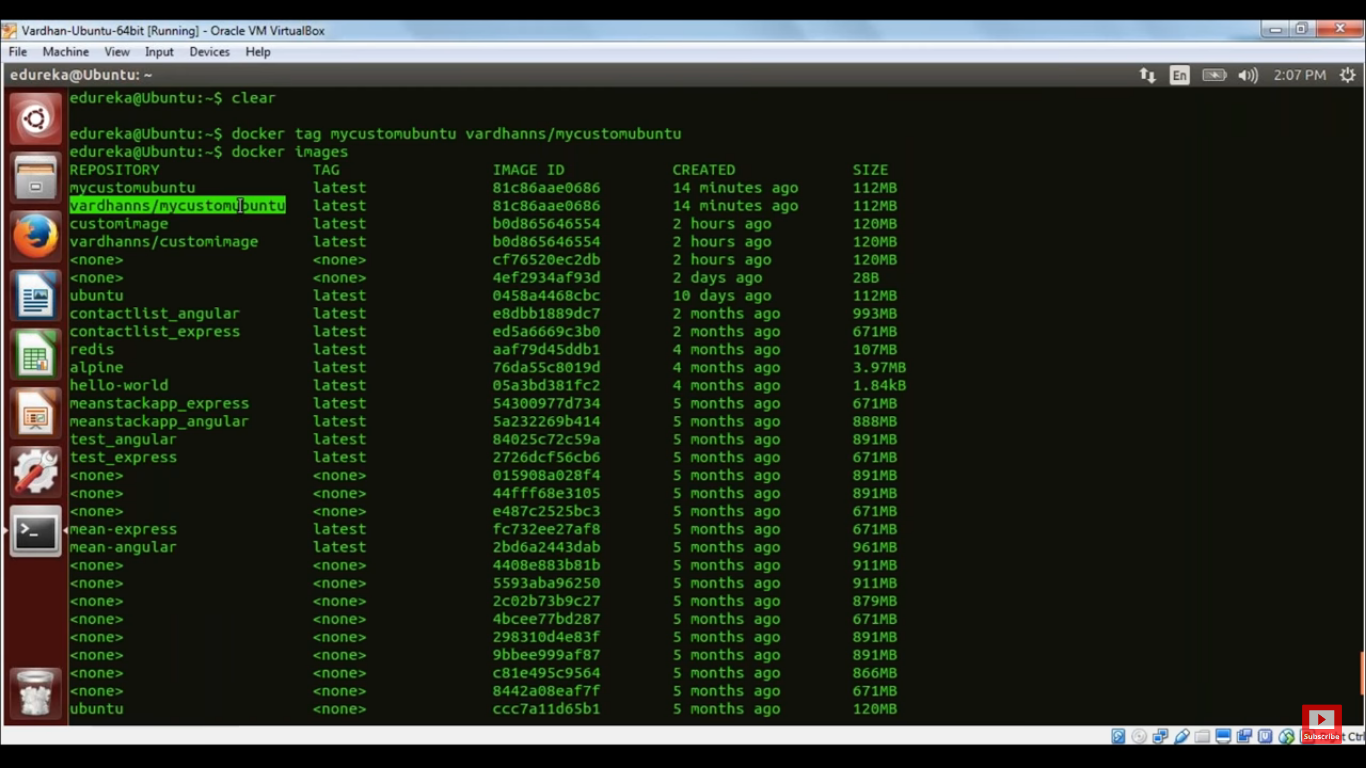 Vardhan-Ubuntu-64bit [Running] - Oracle VM VirtualBox
File Machine View Input Devices Help
edureka@Ubuntu: ~ En 2:07 PM
edureka@Ubuntu:~$ clear
edureka@Ubuntu:~$ docker tag mycustomubuntu vardhanns/mycustomubuntu
edureka@Ubuntu:~$ docker images
REPOSITORY TAG IMAGE ID CREATED SIZE
mycustomubuntu latest 81c86aae0686 14 minutes ago 112MB
vardhanns/mycustomubuntu latest 81c86aae0686 14 minutes ago 112MB
customimage latest b0d865646554 2 hours ago 120MB
vardhanns/customimage latest b0d865646554 2 hours ago 120MB
<none> <none> cf76520ec2db 2 hours ago 120MB
<none> <none> 4ef2934af93d 2 days ago 28B
ubuntu latest 0458a4468cbc 10 days ago 112MB
contactlist_angular latest e8dbb1889dc7 2 months ago 993MB
contactlist_express latest ed5a6669c3b0 2 months ago 671MB
redis latest aaf79d45ddb1 4 months ago 107MB
alpine latest 76da55c8019d 4 months ago 3.97MB
hello-world latest 05a3bd381fc2 4 months ago 1.84kB
meanstackapp_express latest 54300977d734 5 months ago 671MB
meanstackapp_angular latest 5a232269b414 5 months ago 888MB
test_angular latest 84025c72c59a 5 months ago 891MB
test_express latest 2726dcf56cb6 5 months ago 671MB
<none> <none> 015908a028f4 5 months ago 891MB
<none> <none> 44fff68e3105 5 months ago 891MB
<none> <none> e487c2525bc3 5 months ago 671MB
mean-express latest fc732ee27af8 5 months ago 671MB
mean-angular latest 2bd6a2443dab 5 months ago 961MB
<none> <none> 4408e883b81b 5 months ago 911MB
<none> <none> 5593aba96250 5 months ago 911MB
<none> <none> 2c02b73b9c27 5 months ago 879MB
<none> <none> 4bcee77bd287 5 months ago 671MB
<none> <none> 298310d4e83f 5 months ago 891MB
<none> <none> 9bbee999af87 5 months ago 891MB
<none> <none> c81e495c9564 5 months ago 866MB
<none> <none> 8442a08eaf7f 5 months ago 671MB
ubuntu <none> ccc7a11d65b1 5 months ago 120MB
Subscribe